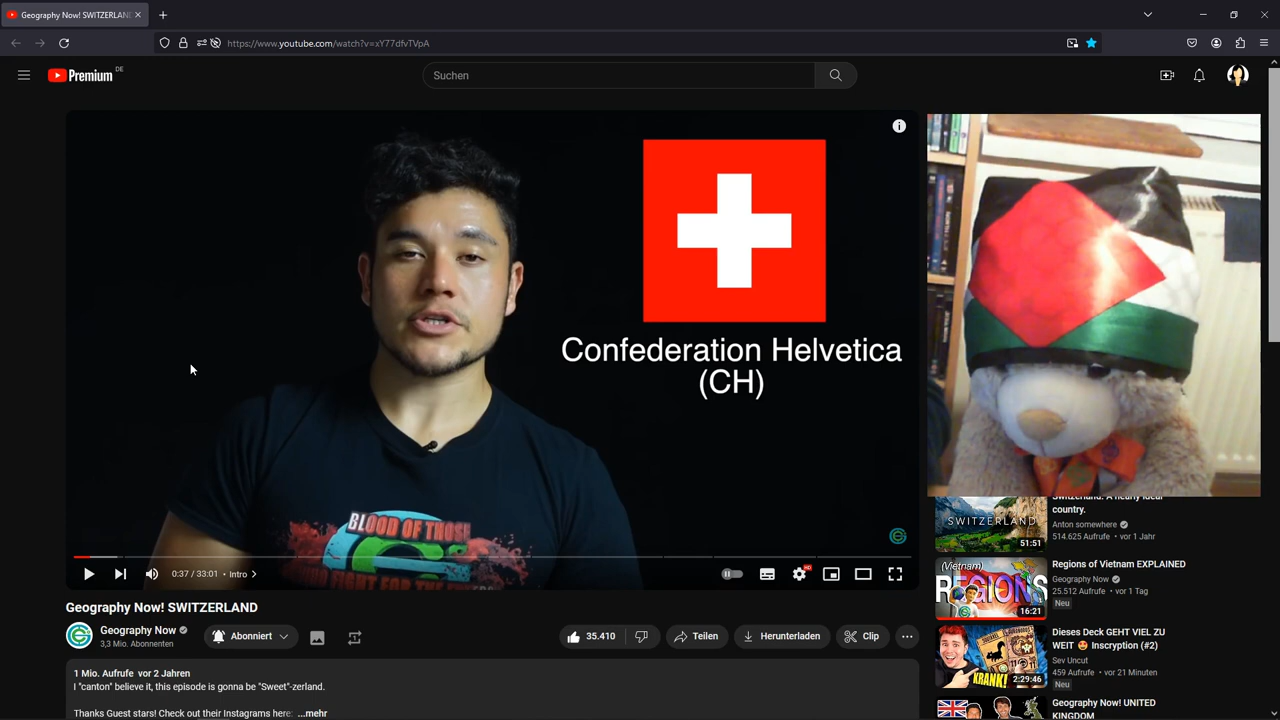 Geography Now! SWITZERLAND
https://www.youtube.com/watch?v=xY77dfvTVpA
Premium DE
Suchen
Confederation Helvetica
(CH)
BLOOD OF THOSE
0:37 / 33:01 • Intro
HD
Geography Now! SWITZERLAND
Geography Now
3,3 Mio. Abonnenten
Abonniert
35.410
Teilen
Herunterladen
Clip
1 Mio. Aufrufe vor 2 Jahren
I "canton" believe it, this episode is gonna be "Sweet"-zerland.
Thanks Guest stars! Check out their Instagrams here: ...mehr
Switzerland: A nearly ideal
country.
Anton somewhere
514.625 Aufrufe • vor 1 Jahr
SWITZERLAND
51:51
Regions of Vietnam EXPLAINED
Geography Now
25.512 Aufrufe • vor 1 Tag
Neu
(Vietnam)
REGIONS
16:21
Dieses Deck GEHT VIEL ZU
WEIT 🤩 Inscryption (#2)
Sev Uncut
459 Aufrufe • vor 21 Minuten
Neu
SQUIRREL
KRANK!
2:29:46
Geography Now! UNITED
KINGDOM